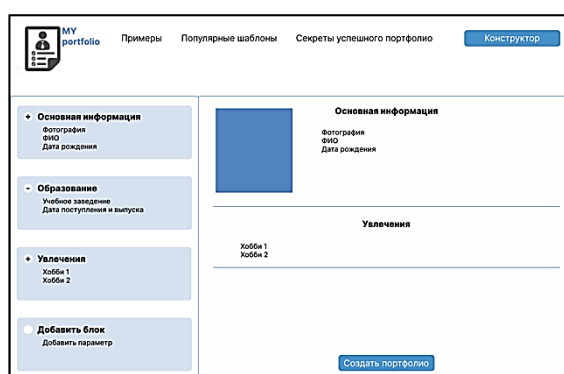 MY
portfolio
Примеры
Популярные шаблоны
Секреты успешного портфолио
Конструктор
+ Основная информация
Фотография
ФИО
Дата рождения
- Образование
Учебное заведение
Дата поступления и выпуска
+ Увлечения
Хобби 1
Хобби 2
Добавить блок
Добавить параметр
Основная информация
Фотография
ФИО
Дата рождения
Увлечения
Хобби 1
Хобби 2
Создать портфолио